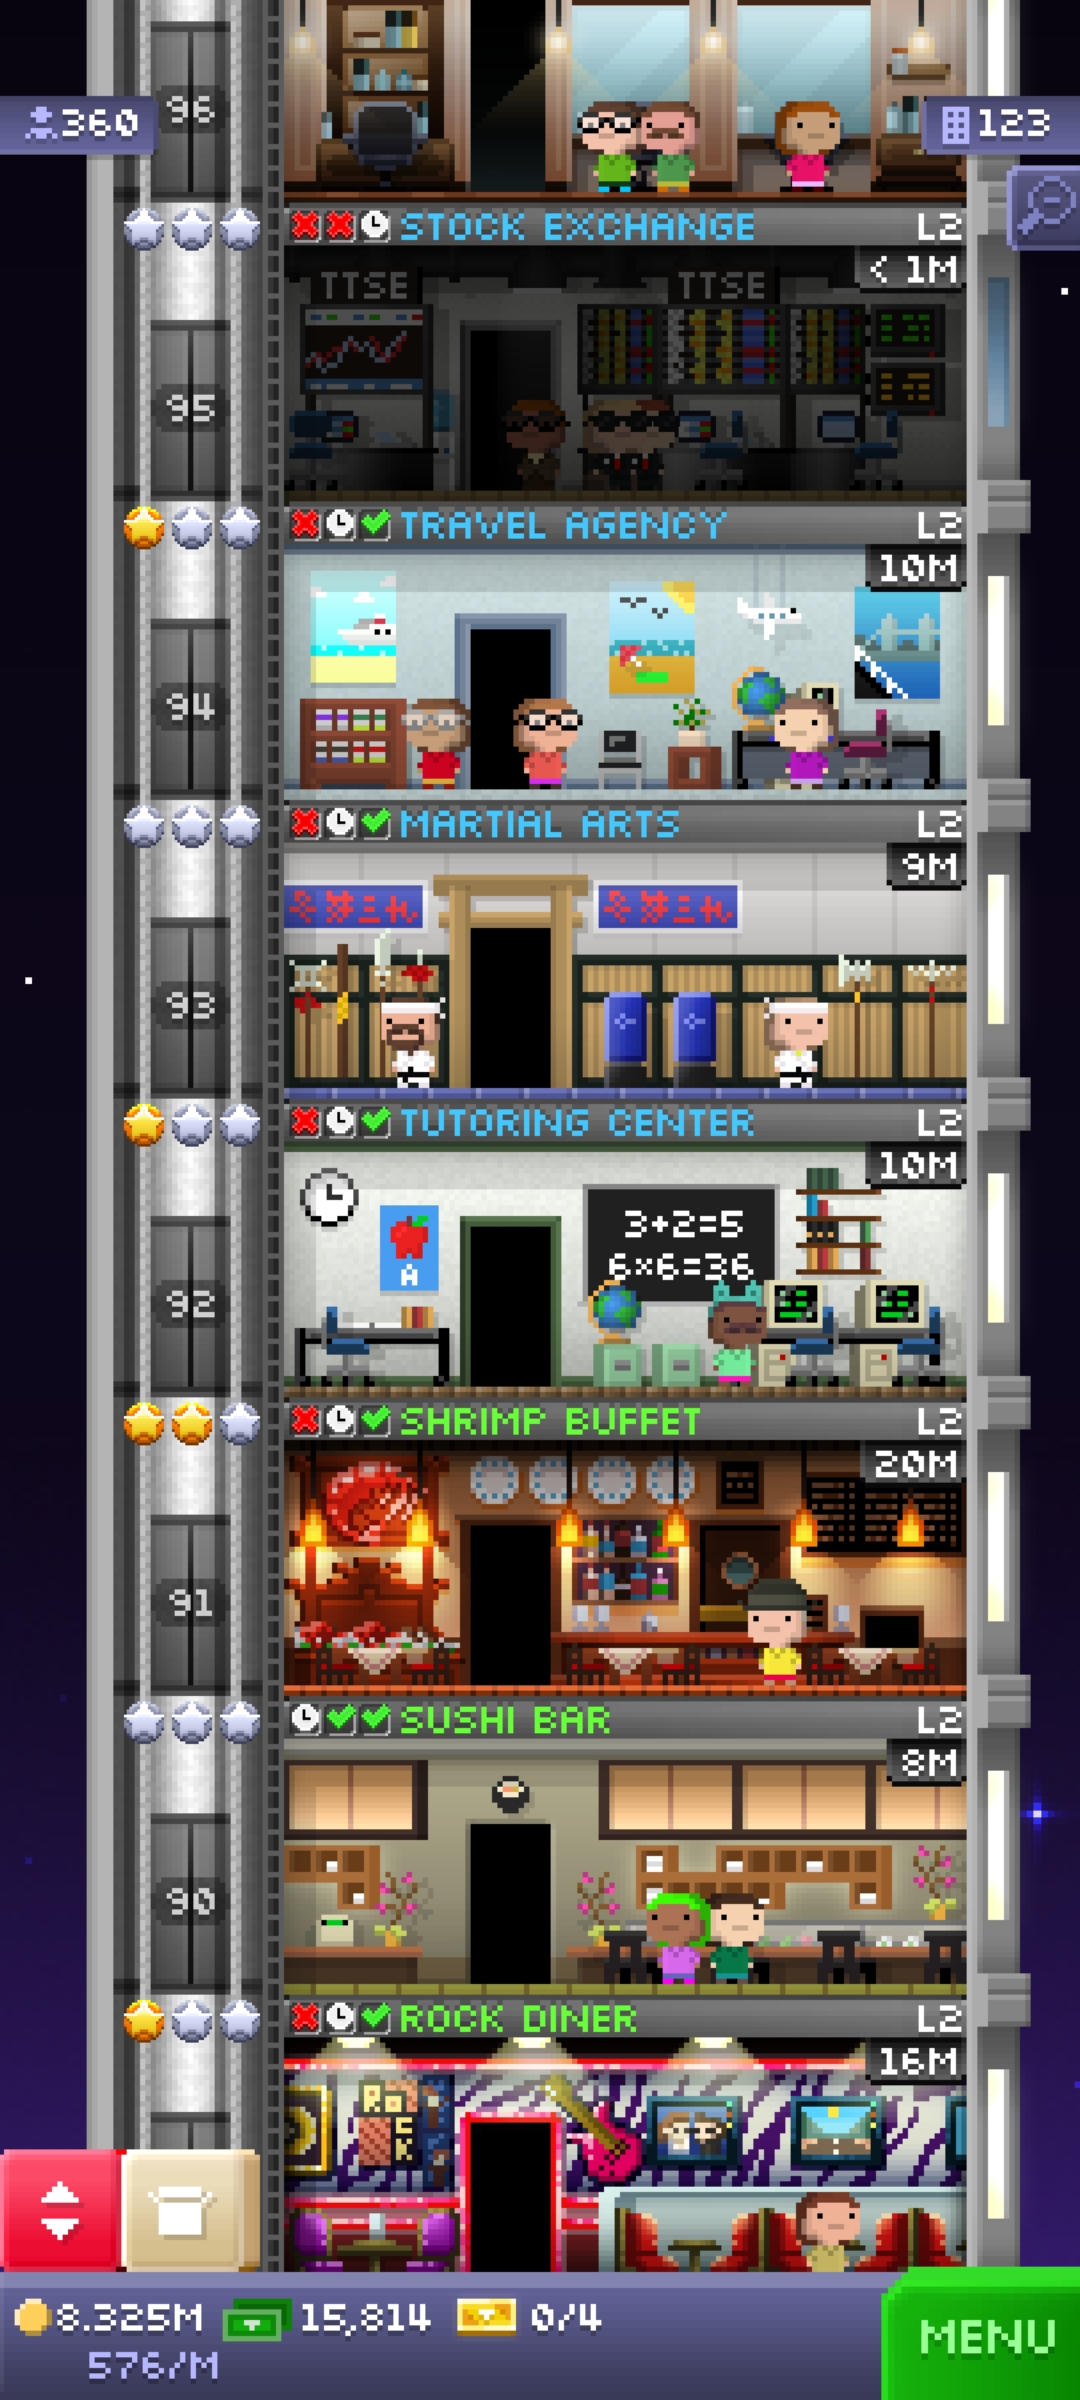 96
360
123
STOCK EXCHANGE L2
< 1M
TTSE TTSE
95
TRAVEL AGENCY L2
10M
94
MARTIAL ARTS L2
9M
93
TUTORING CENTER L2
10M
3+2=5
6×6=36
A
92
SHRIMP BUFFET L2
20M
91
SUSHI BAR L2
8M
90
ROCK DINER L2
16M
ROCK
8.325M 15,814 0/4
576/M
MENU